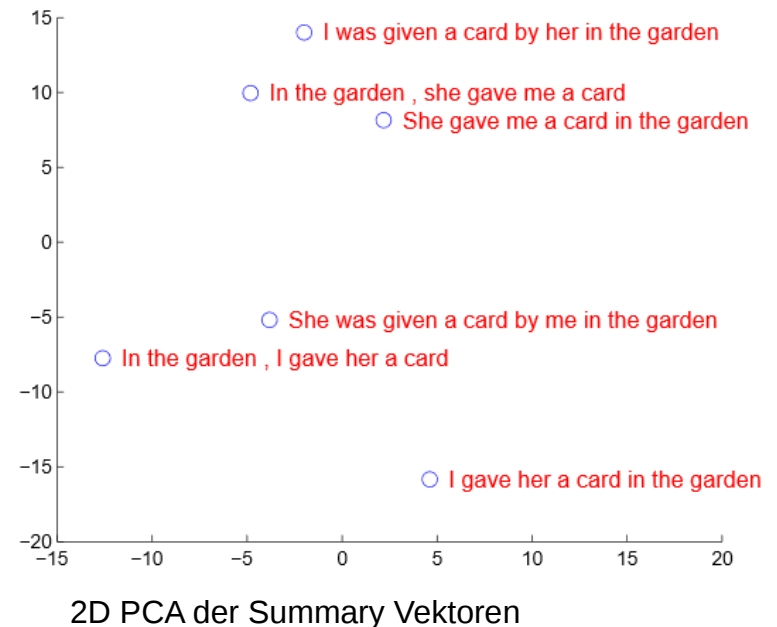 15
I was given a card by her in the garden
10
In the garden , she gave me a card
She gave me a card in the garden
5
0
−5
She was given a card by me in the garden
In the garden , I gave her a card
−10
−15
I gave her a card in the garden
−20
−15 −10 −5 0 5 10 15 20
2D PCA der Summary Vektoren